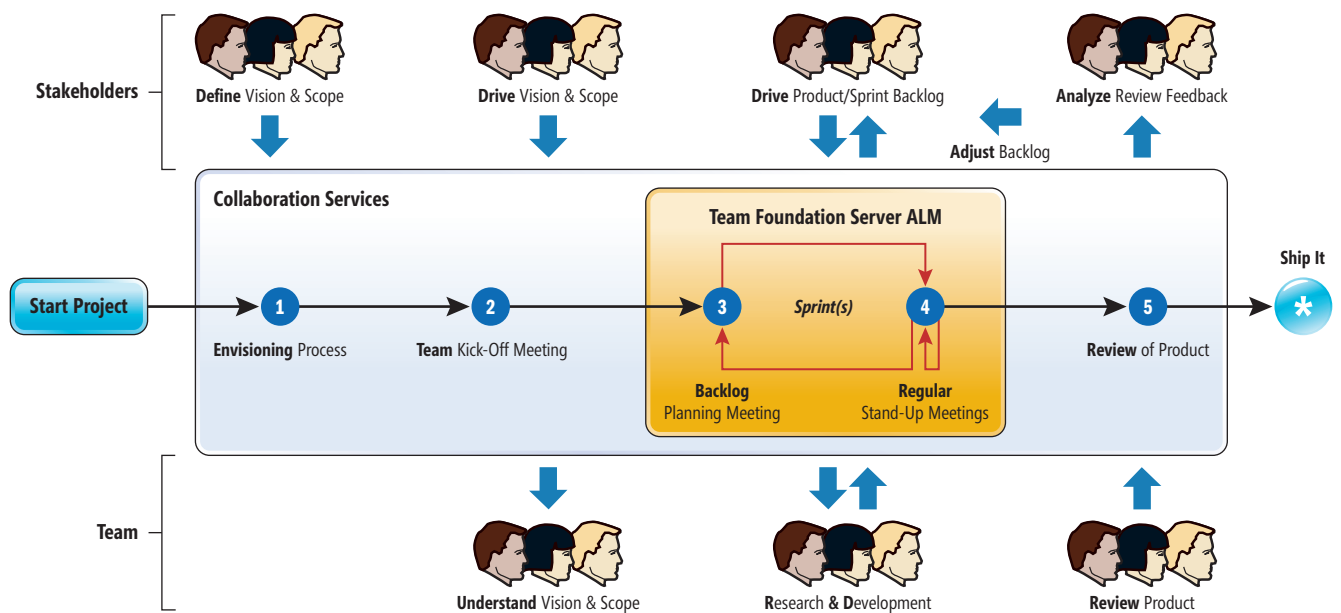 Stakeholders
Define Vision & Scope
Drive Vision & Scope
Drive Product/Sprint Backlog
Analyze Review Feedback
Adjust Backlog
Collaboration Services
Team Foundation Server ALM
Start Project
1
2
3
Sprint(s)
4
5
Ship It
*
Envisioning Process
Team Kick-Off Meeting
Backlog
Planning Meeting
Regular
Stand-Up Meetings
Review of Product
Team
Understand Vision & Scope
Research & Development
Review Product